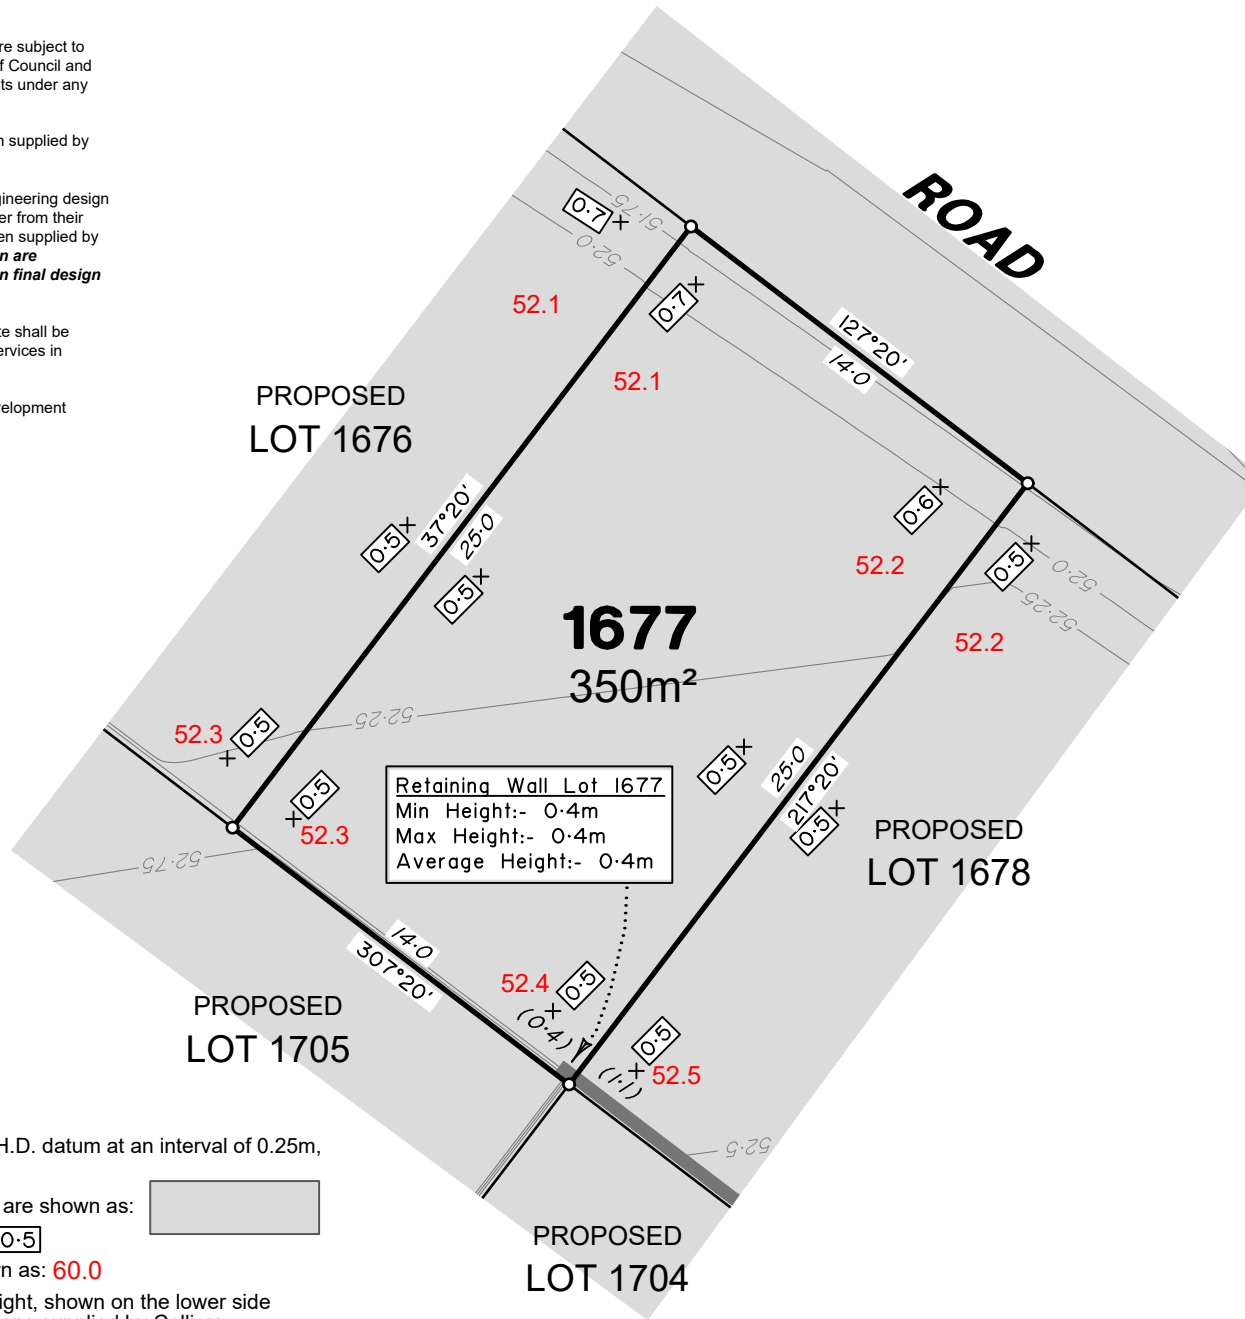 re subject to
f Council and
ts under any
n supplied by
gineering design
er from their
en supplied by
n are
n final design
te shall be
ervices in
velopment
ROAD
51·75
52·0
0·7
0·7
52.1
52.1
127°20'
14·0
PROPOSED
LOT 1676
37°20'
25·0
0·5
0·5
0·6
0·5
52.2
52.2
52·0
52·25
1677
350m²
52·25
52.3
0·5
0·5
52.3
Retaining Wall Lot 1677
Min Height:- 0·4m
Max Height:- 0·4m
Average Height:- 0·4m
0·5
25·0
217°20'
0·5
PROPOSED
LOT 1678
52·75
14·0
307°20'
52.4
0·5
(0·4)
0·5
(1·1)
52.5
PROPOSED
LOT 1705
52·5
H.D. datum at an interval of 0.25m,
are shown as:
0·5
n as: 60.0
ight, shown on the lower side
PROPOSED
LOT 1704